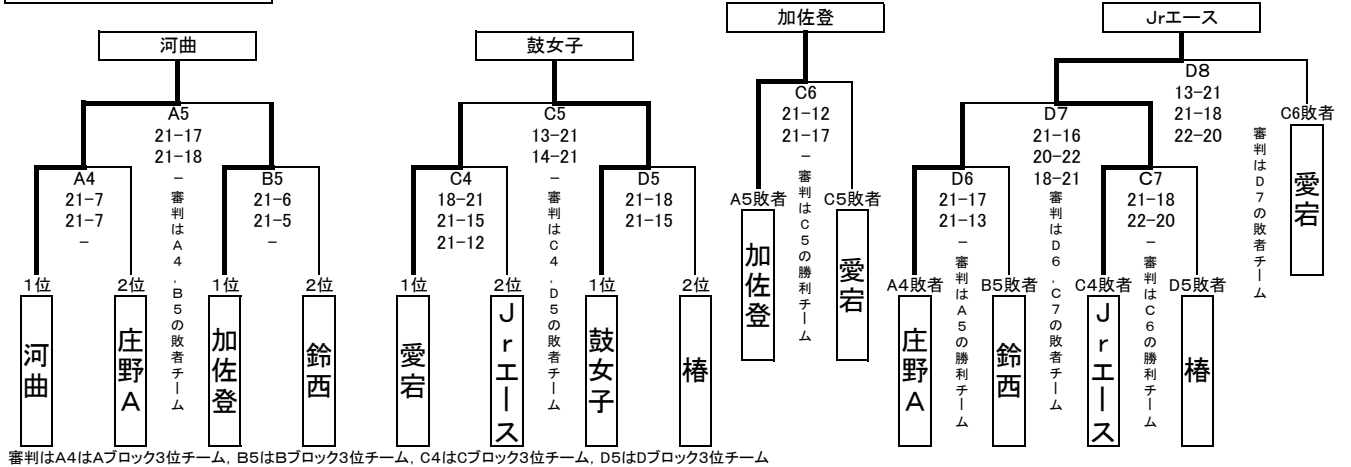 河曲
A5
21-17
21-18
-
審判はA4,B5の敗者チーム
A4
21-7
21-7
-
B5
21-6
21-5
-
1位
2位
1位
2位
河曲
庄野A
加佐登
鈴西
鼓女子
C5
13-21
14-21
-
審判はC4,D5の敗者チーム
C4
18-21
21-15
21-12
D5
21-18
21-15
1位
2位
1位
2位
愛宕
Jrエース
鼓女子
椿
加佐登
C6
21-12
21-17
-
審判はC5の勝利チーム
A5敗者
C5敗者
加佐登
愛宕
Jrエース
D8
13-21
21-18
22-20
審判はD7の敗者チーム
C6敗者
愛宕
D7
21-16
20-22
18-21
審判はD6,C7の敗者チーム
D6
21-17
21-13
-
審判はA5の勝利チーム
C7
21-18
22-20
-
審判はC6の勝利チーム
A4敗者
B5敗者
C4敗者
D5敗者
庄野A
鈴西
Jrエース
椿
審判はA4はAブロック3位チーム, B5はBブロック3位チーム, C4はCブロック3位チーム, D5はDブロック3位チーム